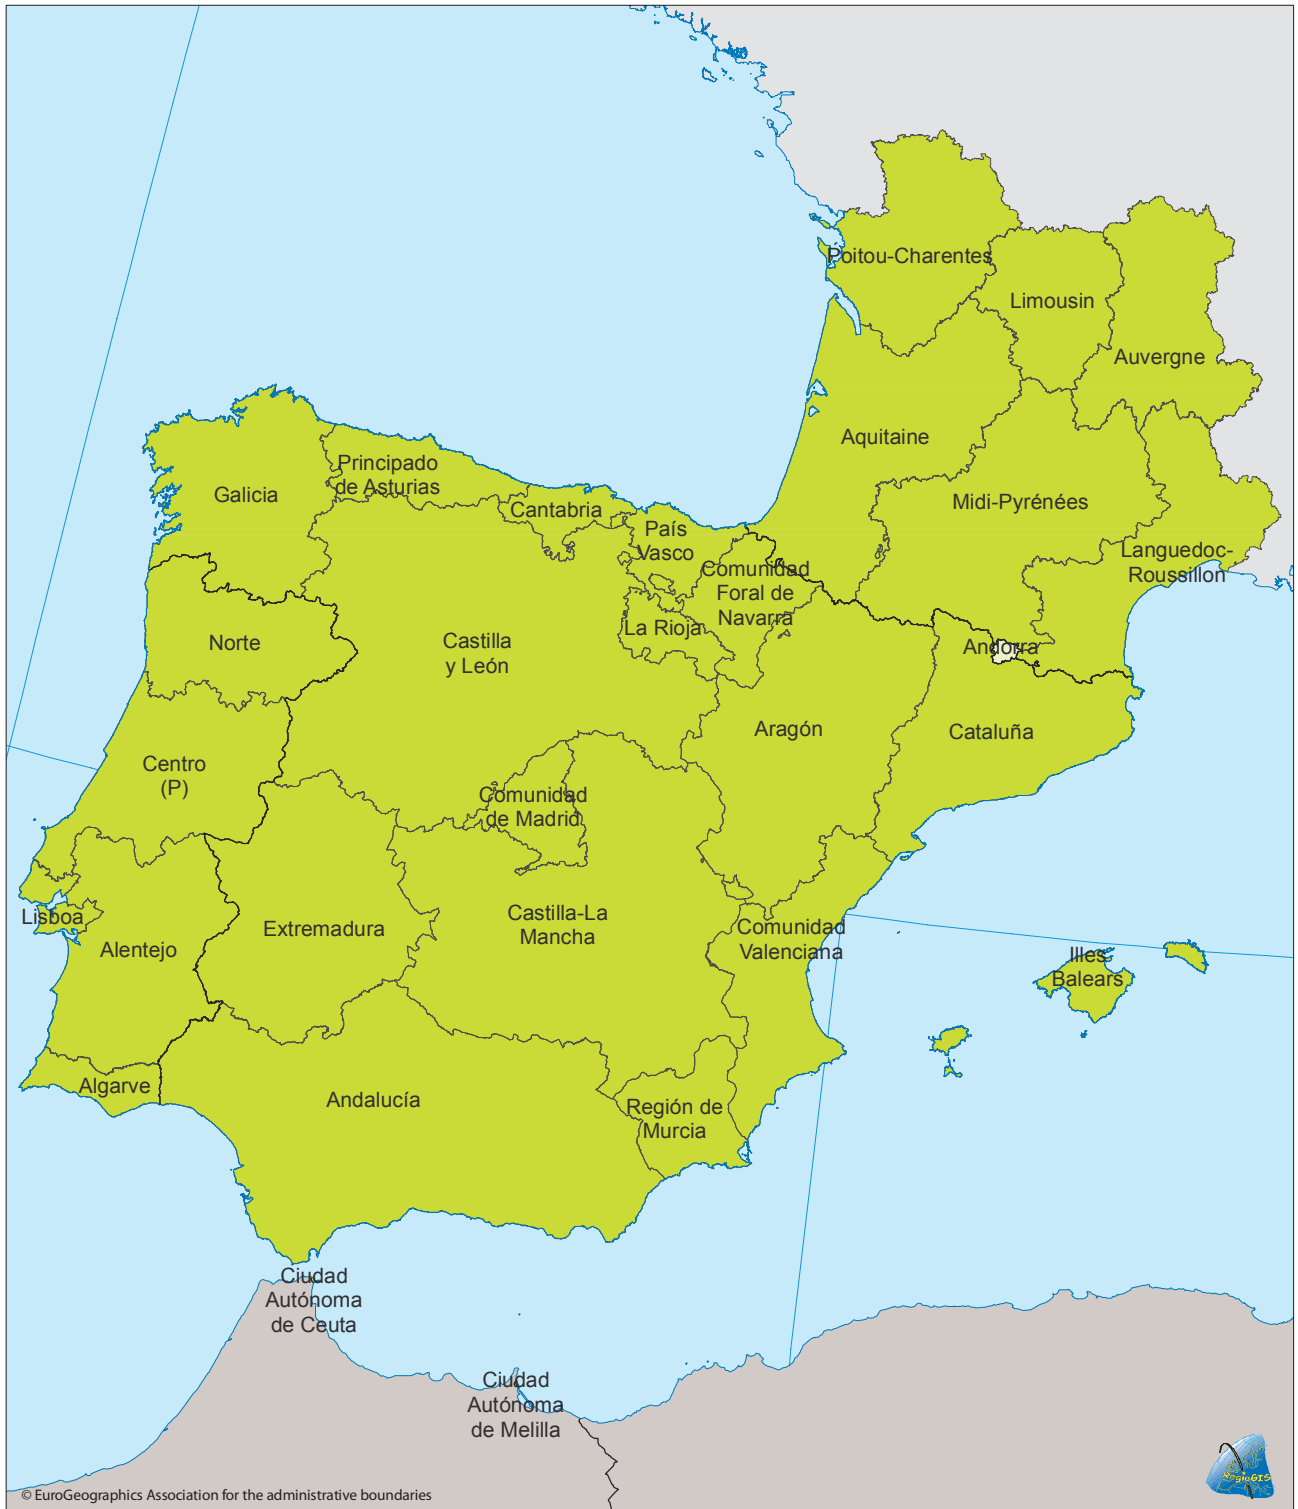 Poitou-Charentes
Limousin
Auvergne
Aquitaine
Principado
de Asturias
Galicia
Cantabria
Midi-Pyrénées
País
Vasco
Languedoc-
Roussillon
Comunidad
Foral de
Navarra
La Rioja
Norte
Castilla
y León
Andorra
Aragón
Cataluña
Centro
(P)
Comunidad
de Madrid
Lisboa
Extremadura
Castilla-La
Mancha
Comunidad
Valenciana
Alentejo
Illes
Balears
Algarve
Andalucía
Región de
Murcia
Ciudad
Autónoma
de Ceuta
Ciudad
Autónoma
de Melilla
RegioGIS
© EuroGeographics Association for the administrative boundaries